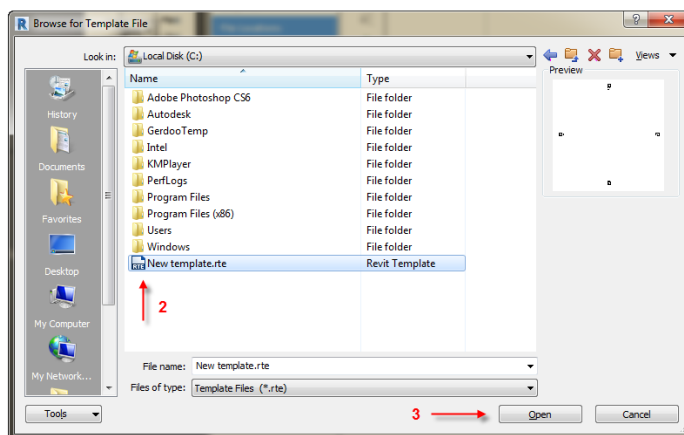 Browse for Template File
Look in: Local Disk (C:)
Views
Preview
Name Type
Adobe Photoshop CS6 File folder
Autodesk File folder
GerdooTemp File folder
Intel File folder
KMPlayer File folder
PerfLogs File folder
Program Files File folder
Program Files (x86) File folder
Users File folder
Windows File folder
New template.rte Revit Template
History
Documents
Favorites
Desktop
My Computer
My Network...
2
File name: New template.rte
Files of type: Template Files (*.rte)
Tools
3
Open
Cancel